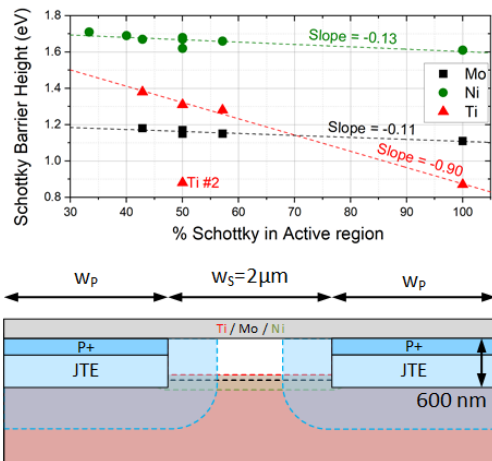 Schottky Barrier Height (eV)
1.8
1.6
1.4
1.2
1.0
0.8
Slope = -0.13
Mo
Ni
Ti
Slope = -0.11
Slope = -0.90
Ti #2
30 40 50 60 70 80 90 100
% Schottky in Active region
wP wS=2μm wP
Ti / Mo / Ni
P+ P+
JTE JTE
600 nm